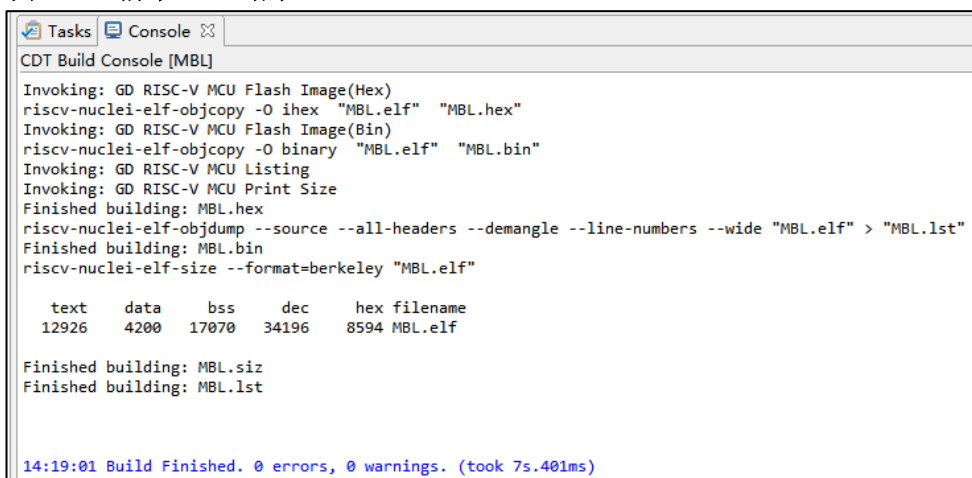 Tasks Console
CDT Build Console [MBL]
Invoking: GD RISC-V MCU Flash Image(Hex)
riscv-nuclei-elf-objcopy -O ihex  "MBL.elf"  "MBL.hex"
Invoking: GD RISC-V MCU Flash Image(Bin)
riscv-nuclei-elf-objcopy -O binary  "MBL.elf"  "MBL.bin"
Invoking: GD RISC-V MCU Listing
Invoking: GD RISC-V MCU Print Size
Finished building: MBL.hex
riscv-nuclei-elf-objdump --source --all-headers --demangle --line-numbers --wide "MBL.elf" > "MBL.lst"
Finished building: MBL.bin
riscv-nuclei-elf-size --format=berkeley "MBL.elf"
   text    data     bss     dec     hex filename
  12926    4200   17070   34196    8594 MBL.elf
Finished building: MBL.siz
Finished building: MBL.lst
14:19:01 Build Finished. 0 errors, 0 warnings. (took 7s.401ms)